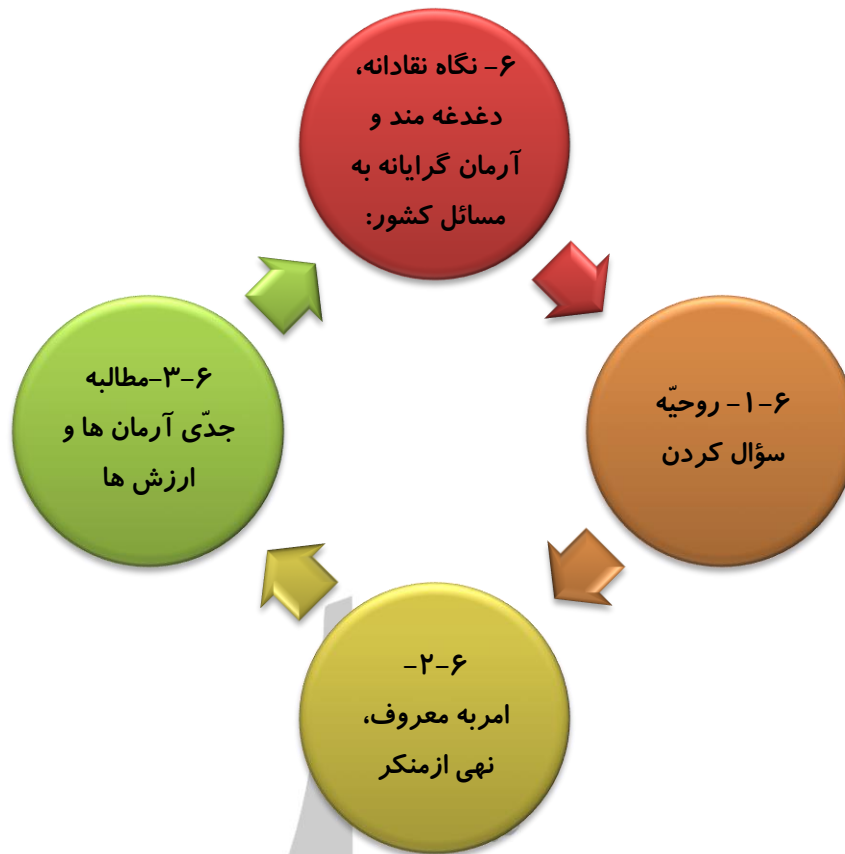 ۶- نگاه نقادانه،
دغدغه مند و
آرمان گرایانه به
مسائل کشور:
۶-۱- روحیّه
سؤال کردن
۶-۲-
امربه معروف،
نهی ازمنکر
۶-۳-مطالبه
جدّی آرمان ها و
ارزش ها